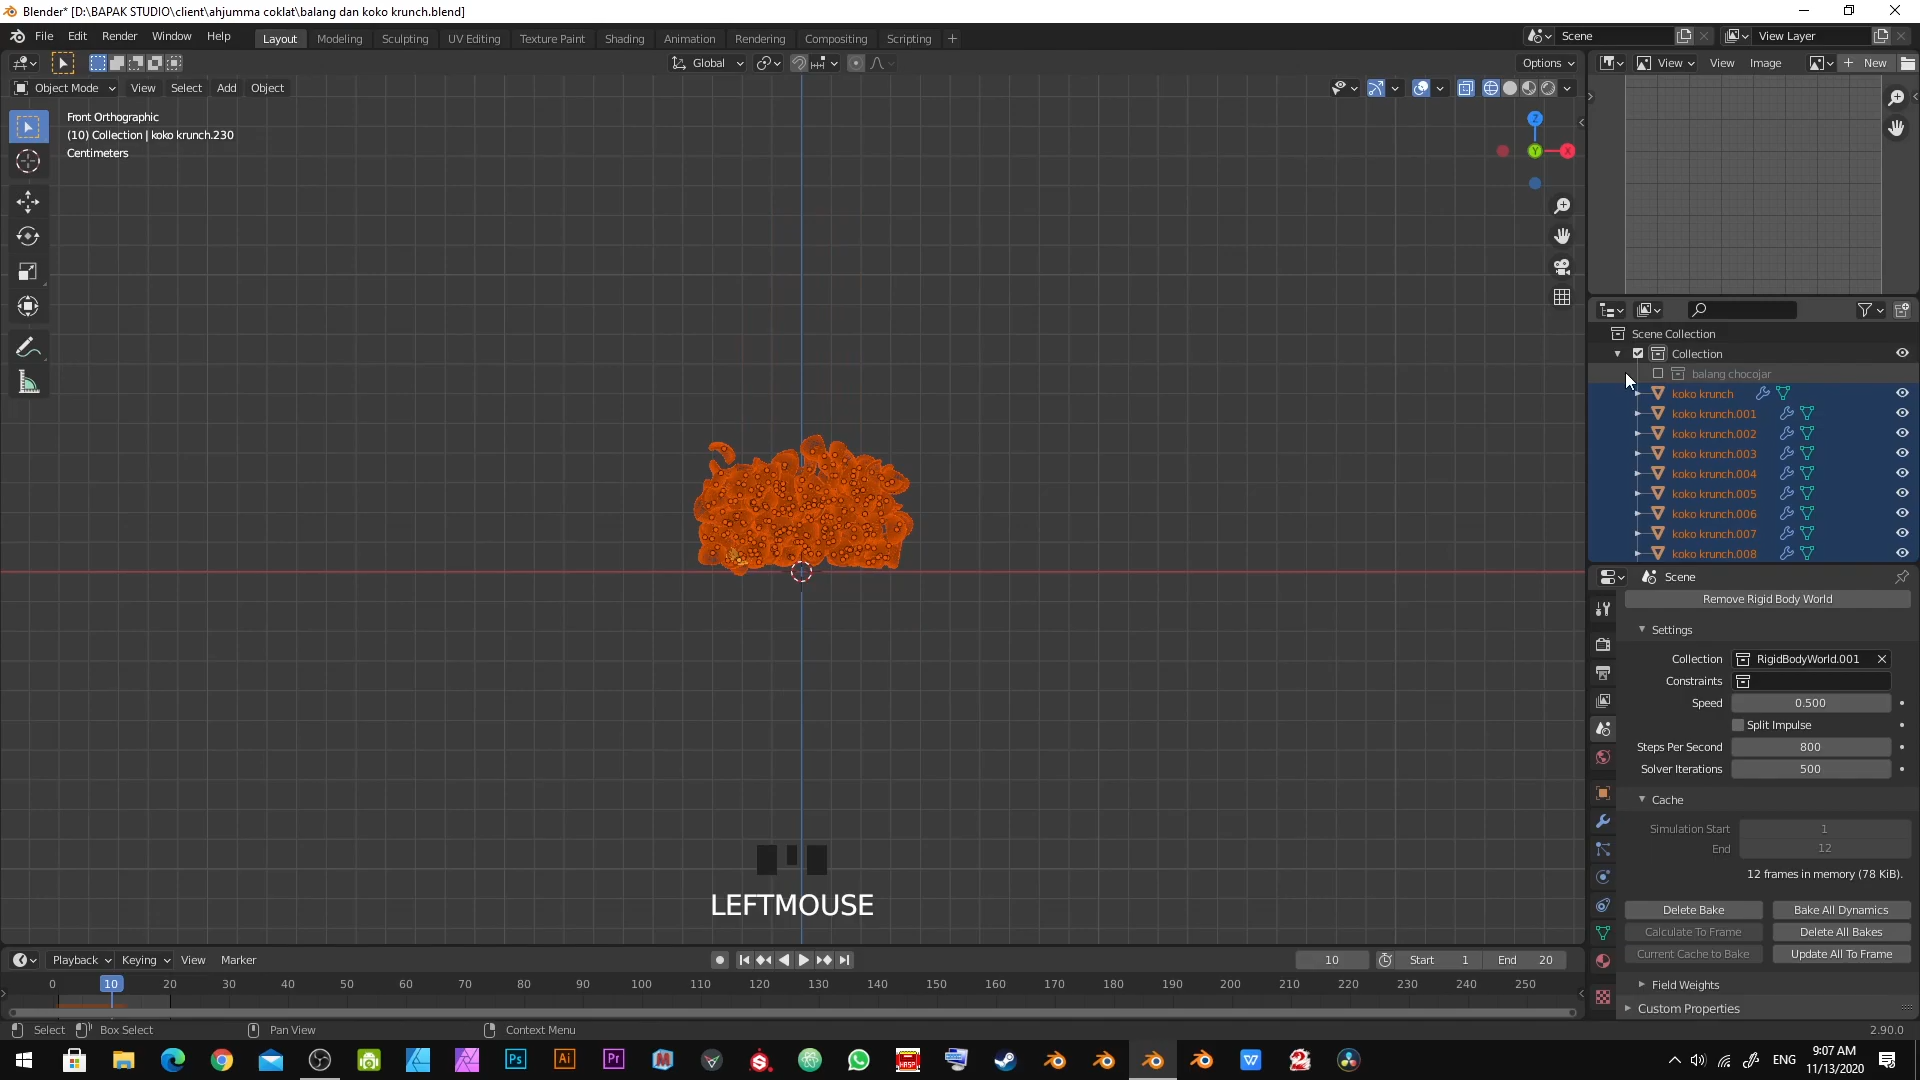 Blender* [D:\BAPAK STUDIO\client\ahjumma coklat\balang dan koko krunch.blend]
File Edit Render Window Help Layout Modeling Sculpting UV Editing Texture Paint Shading Animation Rendering Compositing Scripting + Scene View Layer
Global Options View View Image New
Object Mode View Select Add Object
Front Orthographic
(10) Collection | koko krunch.230
Centimeters
Z
Y X
Scene Collection
Collection
balang chocojar
koko krunch
koko krunch.001
koko krunch.002
koko krunch.003
koko krunch.004
koko krunch.005
koko krunch.006
koko krunch.007
koko krunch.008
Scene
Remove Rigid Body World
Settings
Collection RigidBodyWorld.001
Constraints
Speed 0.500
Split Impulse
Steps Per Second 800
Solver Iterations 500
Cache
Simulation Start 1
End 12
12 frames in memory (78 KiB).
Delete Bake Bake All Dynamics
Calculate To Frame Delete All Bakes
Current Cache to Bake Update All To Frame
Field Weights
Custom Properties
LEFTMOUSE
Playback Keying View Marker 10 Start 1 End 20
0 10 20 30 40 50 60 70 80 90 100 110 120 130 140 150 160 170 180 190 200 210 220 230 240 250
Select Box Select Pan View Context Menu 2.90.0
Ps Ai Pr ENG 9:07 AM
11/13/2020